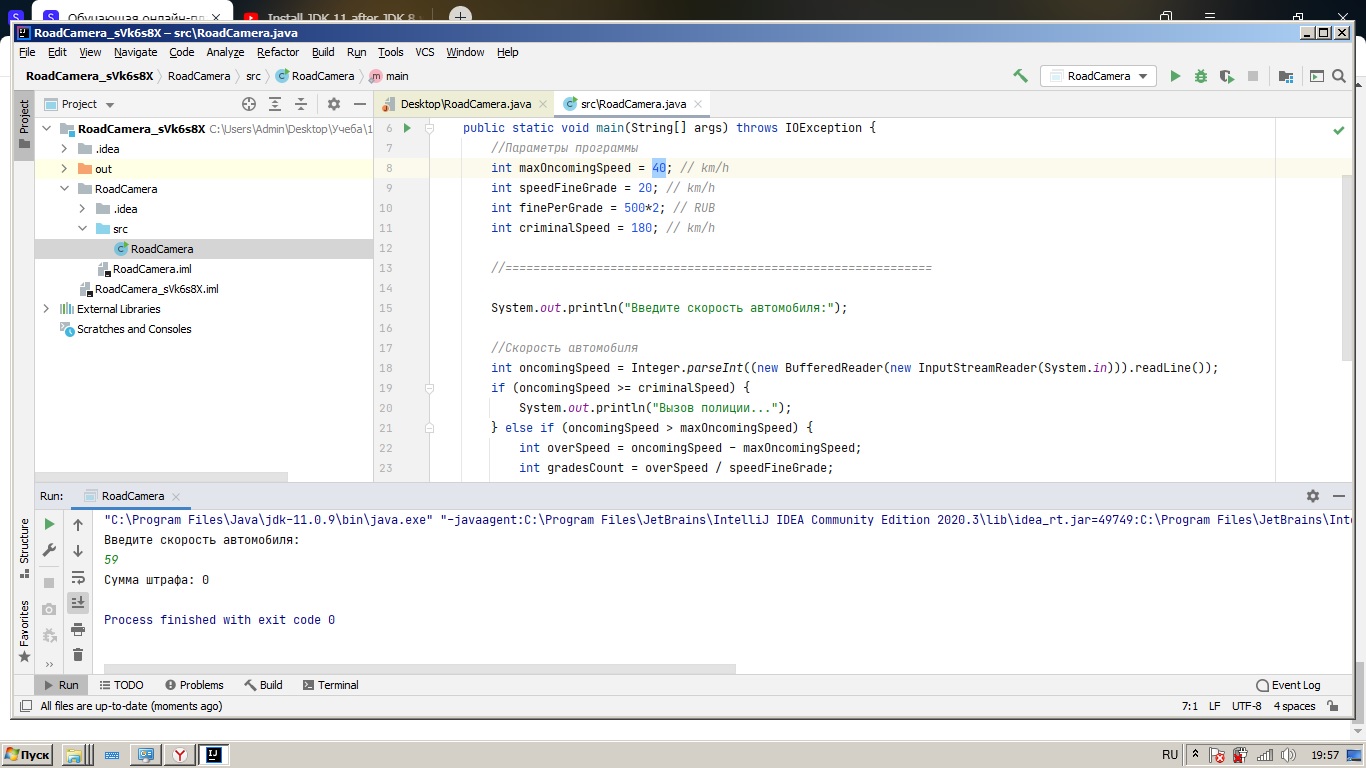 Обучающая онлайн-пл
Install JDK 11 after JDK 8
RoadCamera_sVk6s8X – src\RoadCamera.java
File Edit View Navigate Code Analyze Refactor Build Run Tools VCS Window Help
RoadCamera_sVk6s8X RoadCamera src RoadCamera main
RoadCamera
Project
Project
Desktop\RoadCamera.java
src\RoadCamera.java
RoadCamera_sVk6s8X C:\Users\Admin\Desktop\Учеба\1
.idea
out
RoadCamera
.idea
src
RoadCamera
RoadCamera.iml
RoadCamera_sVk6s8X.iml
External Libraries
Scratches and Consoles
6 public static void main(String[] args) throws IOException {
7 //Параметры программы
8 int maxOncomingSpeed = 40; // km/h
9 int speedFineGrade = 20; // km/h
10 int finePerGrade = 500*2; // RUB
11 int criminalSpeed = 180; // km/h
12
13 //=============================================================
14
15 System.out.println("Введите скорость автомобиля:");
16
17 //Скорость автомобиля
18 int oncomingSpeed = Integer.parseInt((new BufferedReader(new InputStreamReader(System.in))).readLine());
19 if (oncomingSpeed >= criminalSpeed) {
20 System.out.println("Вызов полиции...");
21 } else if (oncomingSpeed > maxOncomingSpeed) {
22 int overSpeed = oncomingSpeed - maxOncomingSpeed;
23 int gradesCount = overSpeed / speedFineGrade;
Run: RoadCamera
"C:\Program Files\Java\jdk-11.0.9\bin\java.exe" "-javaagent:C:\Program Files\JetBrains\IntelliJ IDEA Community Edition 2020.3\lib\idea_rt.jar=49749:C:\Program Files\JetBrains\Inte
Введите скорость автомобиля:
59
Сумма штрафа: 0
Process finished with exit code 0
Structure
Favorites
Run TODO Problems Build Terminal
Event Log
All files are up-to-date (moments ago)
7:1 LF UTF-8 4 spaces
Пуск
RU
19:57